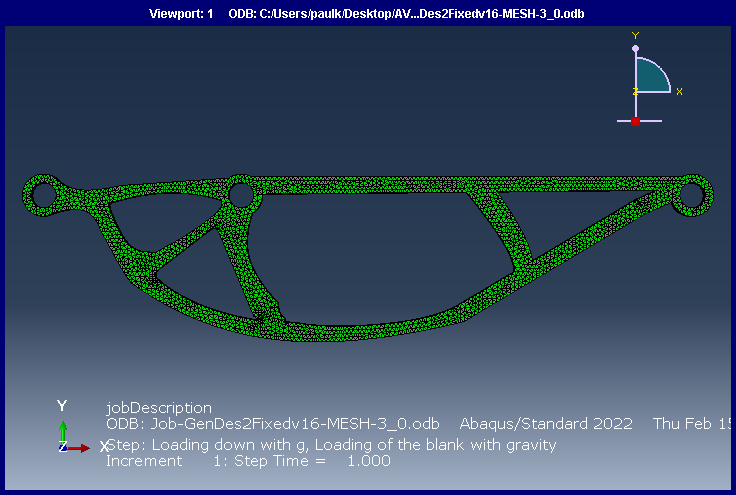 Viewport: 1 ODB: C:/Users/paulk/Desktop/AV...Des2Fixedv16-MESH-3_0.odb
Y
Z X
Y
Z X
jobDescription
ODB: Job-GenDes2Fixedv16-MESH-3_0.odb Abaqus/Standard 2022 Thu Feb 15
Step: Loading down with g, Loading of the blank with gravity
Increment 1: Step Time = 1.000